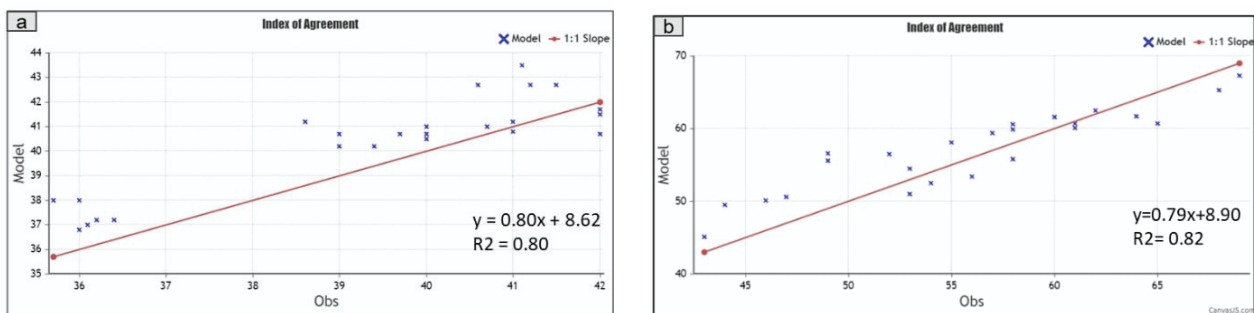 a
Index of Agreement
Model 1:1 Slope
44
43
42
41
40
39
38
37
36
35
Model
y = 0.80x + 8.62
R2 = 0.80
36 37 38 39 40 41 42
Obs
b
Index of Agreement
Model 1:1 Slope
70
60
50
40
Model
y=0.79x+8.90
R2= 0.82
45 50 55 60 65
Obs
CanvasJS.com